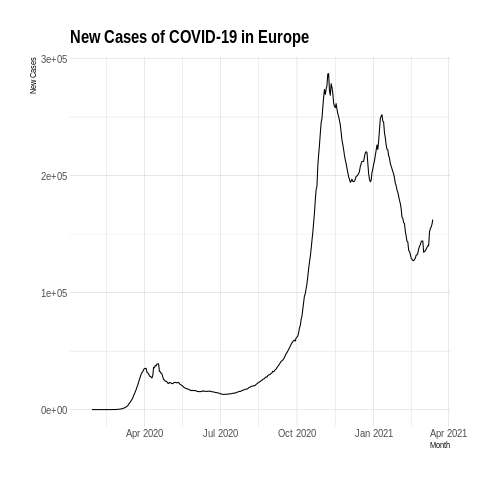 New Cases of COVID-19 in Europe
New Cases
3e+05
2e+05
1e+05
0e+00
Apr 2020 Jul 2020 Oct 2020 Jan 2021 Apr 2021
Month